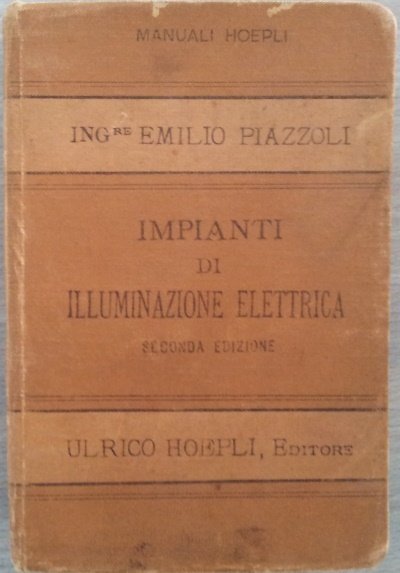 MANUALI HOEPLI
INGRE EMILIO PIAZZOLI
IMPIANTI
DI
ILLUMINAZIONE ELETTRICA
SECONDA EDIZIONE
ULRICO HOEPLI, EDITORE